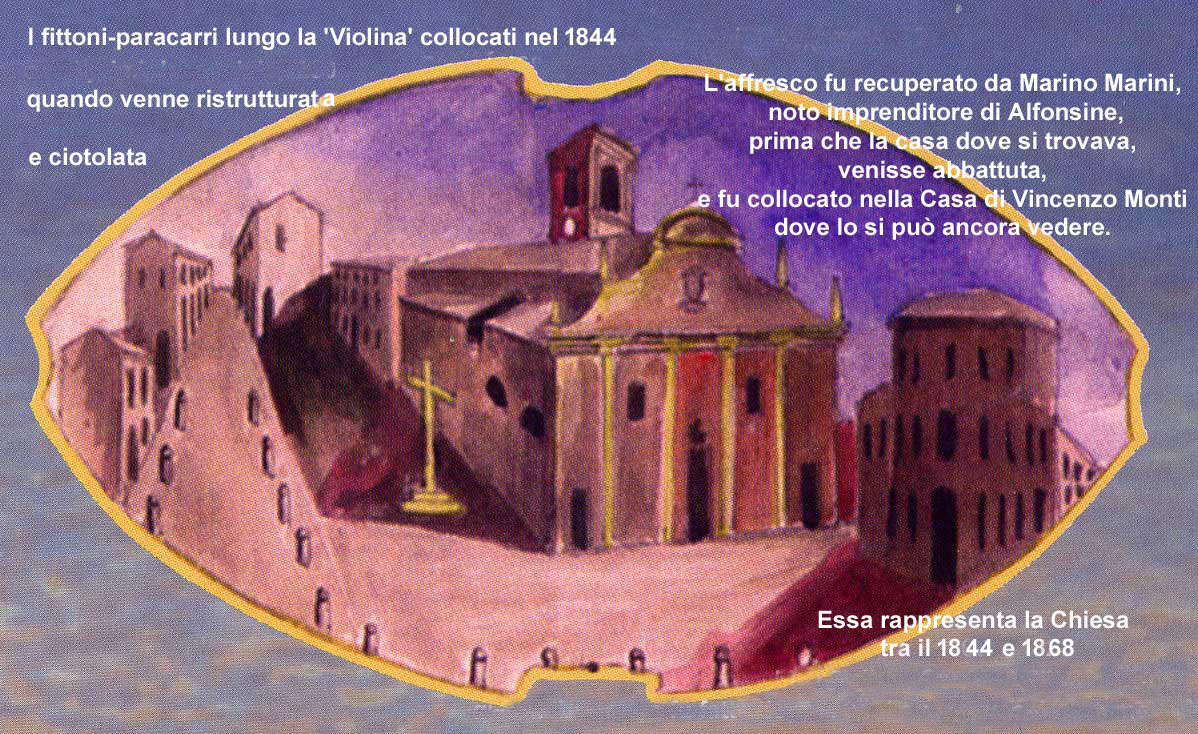 I fittoni-paracarri lungo la 'Violina' collocati nel 1844
quando venne ristrutturata
e ciotolata
L'affresco fu recuperato da Marino Marini,
noto imprenditore di Alfonsine,
prima che la casa dove si trovava,
venisse abbattuta,
e fu collocato nella Casa di Vincenzo Monti
dove lo si può ancora vedere.
Essa rappresenta la Chiesa
tra il 1844 e 1868